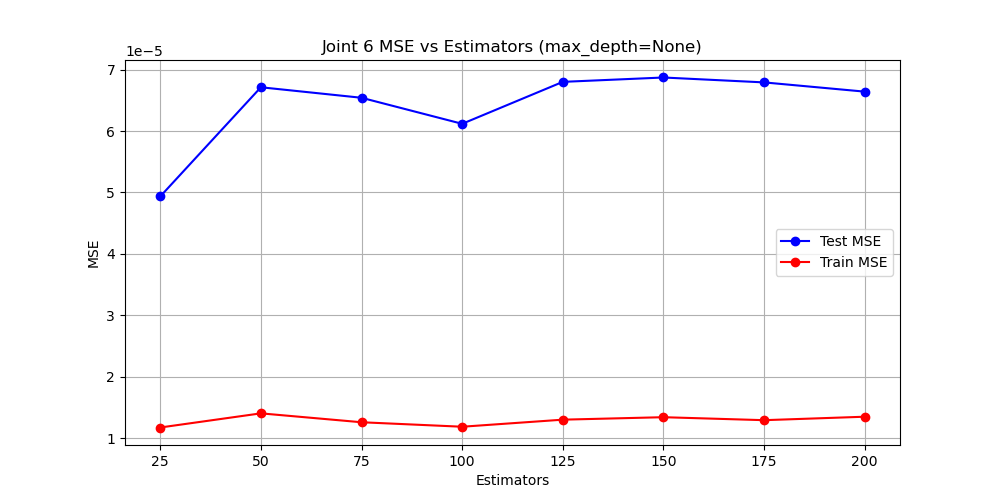 Joint 6 MSE vs Estimators (max_depth=None)
1e−5
7
6
5
4
3
2
1
MSE
Test MSE
Train MSE
25 50 75 100 125 150 175 200
Estimators